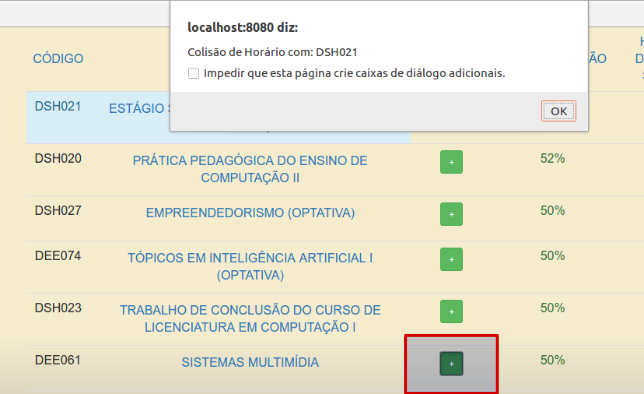 localhost:8080 diz:
Colisão de Horário com: DSH021
Impedir que esta página crie caixas de diálogo adicionais.
OK
CÓDIGO
DSH021 ESTÁGIO
DSH020 PRÁTICA PEDAGÓGICA DO ENSINO DE + 52%
COMPUTAÇÃO II
DSH027 EMPREENDEDORISMO (OPTATIVA) + 50%
DEE074 TÓPICOS EM INTELIGÊNCIA ARTIFICIAL I + 50%
(OPTATIVA)
DSH023 TRABALHO DE CONCLUSÃO DO CURSO DE + 50%
LICENCIATURA EM COMPUTAÇÃO I
DEE061 SISTEMAS MULTIMÍDIA + 50%